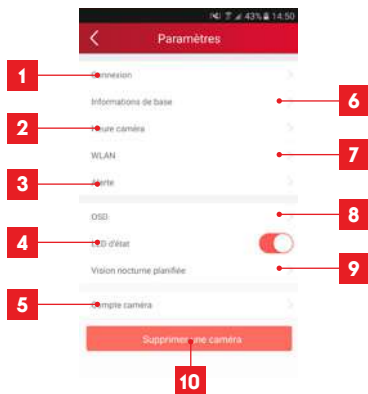 43% 14:50
Paramètres
1 Connexion
Informations de base 6
2 Heure caméra
WLAN 7
3 Alerte
OSD 8
4 LED d'état
Vision nocturne planifiée 9
5 Compte caméra
Supprimer une caméra
10